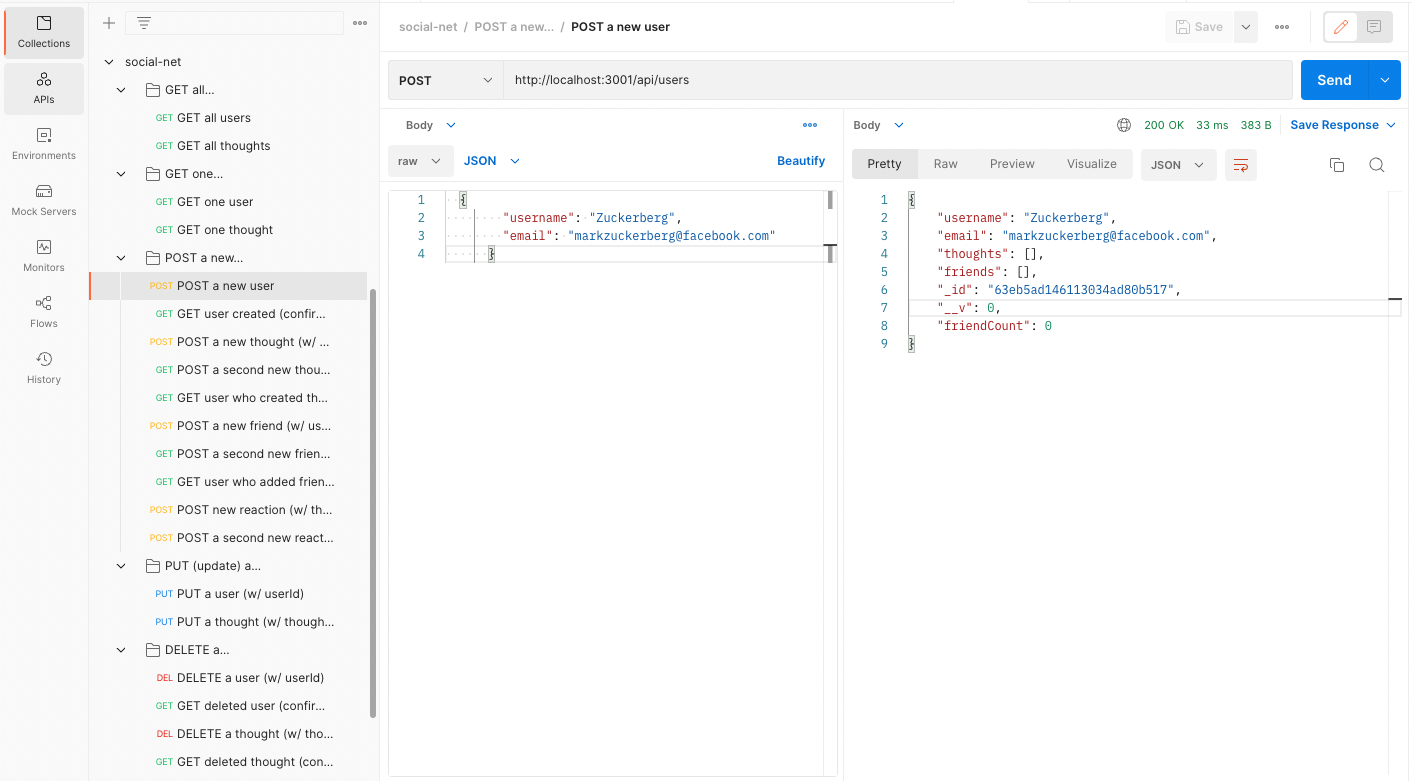 Collections
APIs
Environments
Mock Servers
Monitors
Flows
History
social-net
GET all...
GET GET all users
GET GET all thoughts
GET one...
GET GET one user
GET GET one thought
POST a new...
POST POST a new user
GET GET user created (confir...
POST POST a new thought (w/ ...
GET POST a second new thou...
GET GET user who created th...
POST POST a new friend (w/ us...
GET POST a second new frien...
GET GET user who added frien...
POST POST new reaction (w/ th...
POST POST a second new react...
PUT (update) a...
PUT PUT a user (w/ userId)
PUT PUT a thought (w/ though...
DELETE a...
DEL DELETE a user (w/ userId)
GET GET deleted user (confir...
DEL DELETE a thought (w/ tho...
GET GET deleted thought (con...
social-net / POST a new... / POST a new user
Save
POST http://localhost:3001/api/users Send
Body
raw JSON Beautify
1 {
2 "username": "Zuckerberg",
3 "email": "markzuckerberg@facebook.com"
4 }
Body 200 OK 33 ms 383 B Save Response
Pretty Raw Preview Visualize JSON
1 {
2 "username": "Zuckerberg",
3 "email": "markzuckerberg@facebook.com",
4 "thoughts": [],
5 "friends": [],
6 "_id": "63eb5ad146113034ad80b517",
7 "__v": 0,
8 "friendCount": 0
9 }